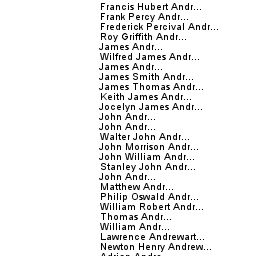 Francis Hubert Andr...
Frank Percy Andr...
Frederick Percival Andr...
Roy Griffith Andr...
James Andr...
Wilfred James Andr...
James Andr...
James Smith Andr...
James Thomas Andr...
Keith James Andr...
Jocelyn James Andr...
John Andr...
John Andr...
Walter John Andr...
John Morrison Andr...
John William Andr...
Stanley John Andr...
John Andr...
Matthew Andr...
Philip Oswald Andr...
William Robert Andr...
Thomas Andr...
William Andr...
Lawrence Andrewart...
Newton Henry Andrew...